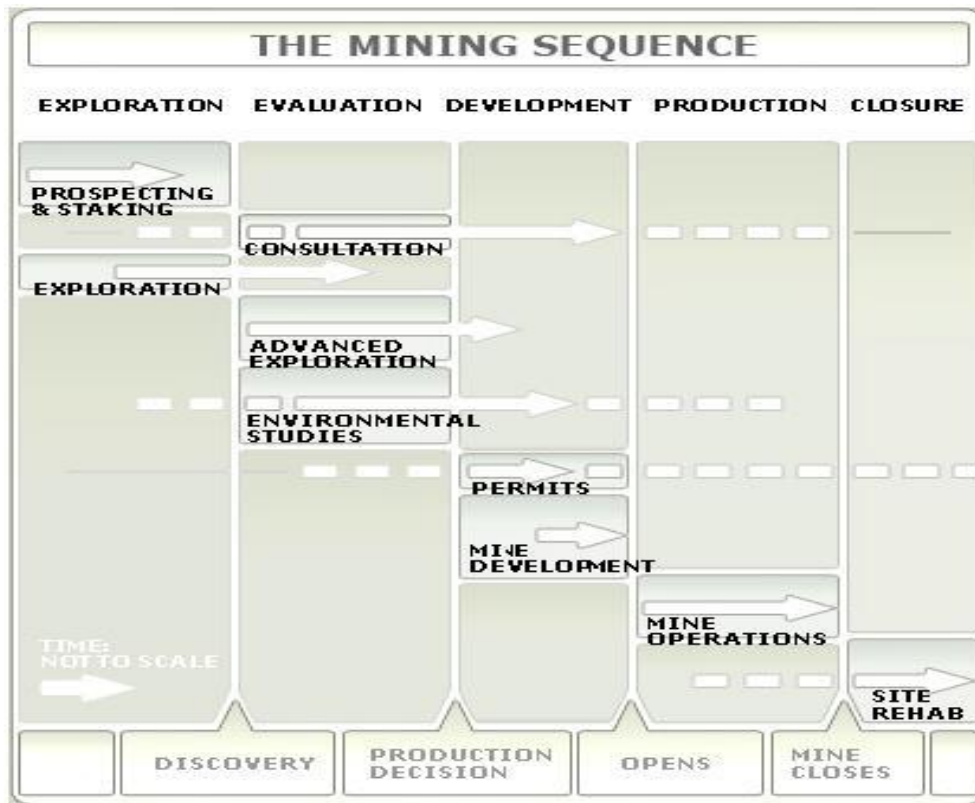 THE MINING SEQUENCE
EXPLORATION EVALUATION DEVELOPMENT PRODUCTION CLOSURE
PROSPECTING
& STAKING
CONSULTATION
EXPLORATION
ADVANCED
EXPLORATION
ENVIRONMENTAL
STUDIES
PERMITS
MINE
DEVELOPMENT
MINE
OPERATIONS
TIME:
NOT TO SCALE
SITE
REHAB
DISCOVERY
PRODUCTION
DECISION
OPENS
MINE
CLOSES